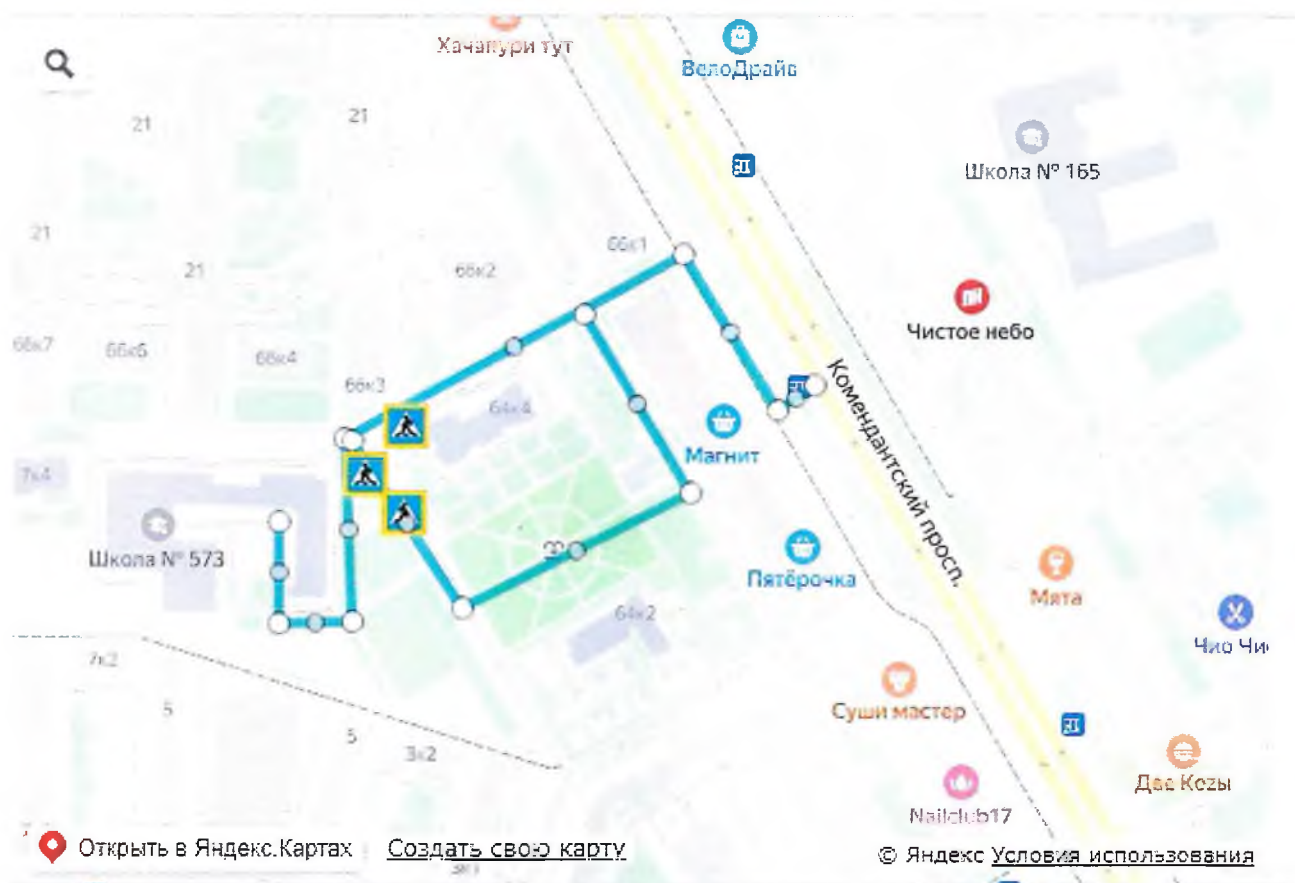 Хачапури тут
ВелоДрайв
21
21
Школа № 165
21
21
66к1
66к2
Чистое небо
66к7
66к6
66к4
66к3
64к4
Комендантский просп.
Магнит
7к4
Школа № 573
Пятёрочка
Мята
64к2
Чио Чи
7к2
5
Суши мастер
5
3к2
Две Козы
Nailclub17
Открыть в Яндекс.Картах Создать свою карту
© Яндекс Условия использования